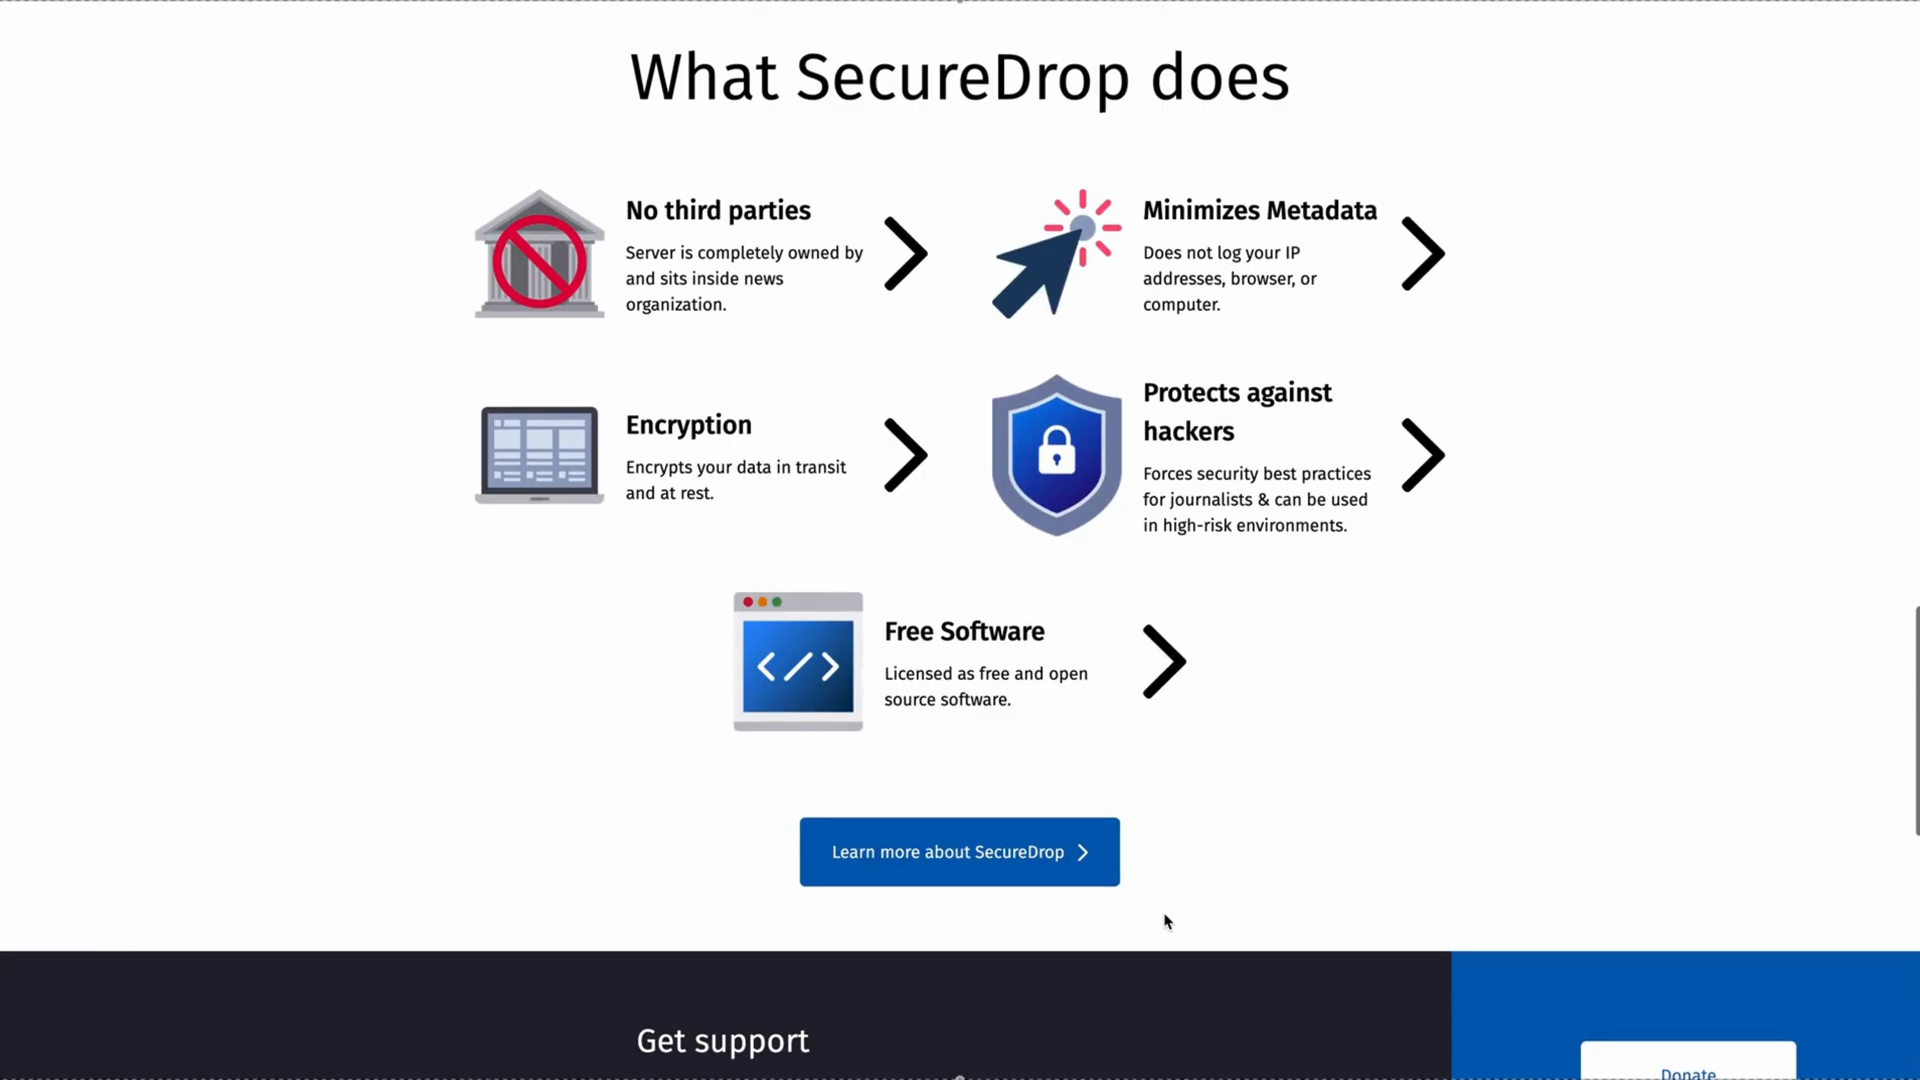 What SecureDrop does
No third parties
Server is completely owned by
and sits inside news
organization.
Minimizes Metadata
Does not log your IP
addresses, browser, or
computer.
Encryption
Encrypts your data in transit
and at rest.
Protects against
hackers
Forces security best practices
for journalists & can be used
in high-risk environments.
</>
Free Software
Licensed as free and open
source software.
Learn more about SecureDrop
Get support
Donate